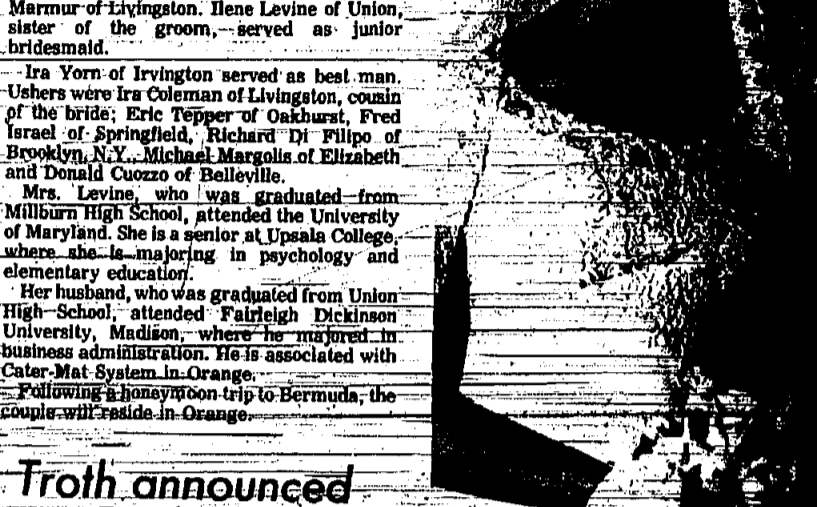 Marmur of Livingston. Ilene Levine of Union,
sister of the groom, served as junior
bridesmaid.
Ira Yorn of Irvington served as best man.
Ushers were Ira Coleman of Livingston, cousin
of the bride; Eric Tepper of Oakhurst, Fred
Israel of Springfield, Richard Di Filipo of
Brooklyn, N.Y., Michael Margolis of Elizabeth
and Donald Cuozzo of Belleville.
Mrs. Levine, who was graduated from
Millburn High School, attended the University
of Maryland. She is a senior at Upsala College,
where she is majoring in psychology and
elementary education.
Her husband, who was graduated from Union
High School, attended Fairleigh Dickinson
University, Madison, where he majored in
business administration. He is associated with
Cater-Mat System in Orange.
Following a honeymoon trip to Bermuda, the
couple will reside in Orange.
Troth announced